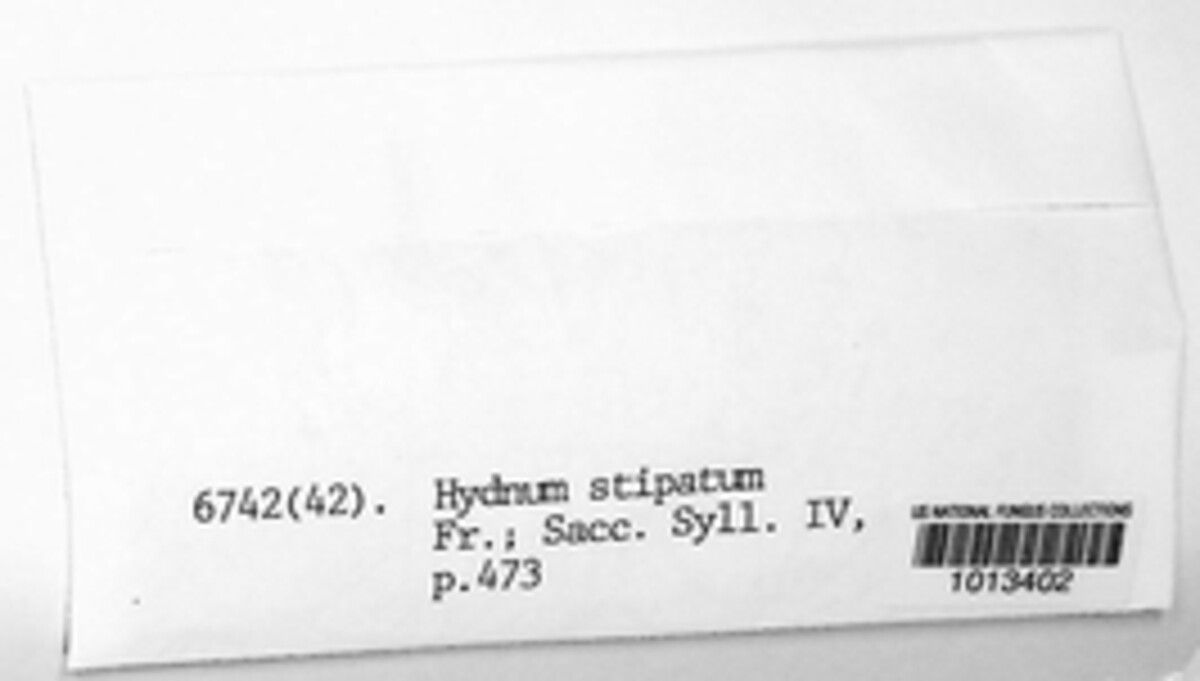 6742(42). Hydnum stipatum
Fr.; Sacc. Syll. IV,
p.473
US NATIONAL FUNGUS COLLECTIONS
1013402